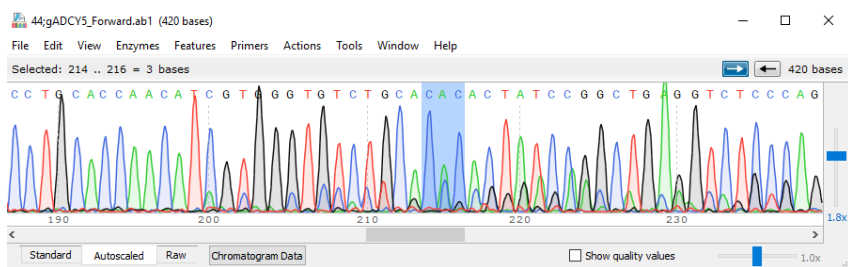 44;gADCY5_Forward.ab1 (420 bases)
File Edit View Enzymes Features Primers Actions Tools Window Help
Selected: 214 .. 216 = 3 bases 420 bases
C C T G C A C C A A C A T C G T G G G T G T C T G C A C A C A C T A T C C G G C T G A G G T C T C C C A G
190 200 210 220 230
1.8x
Standard Autoscaled Raw Chromatogram Data Show quality values 1.0x